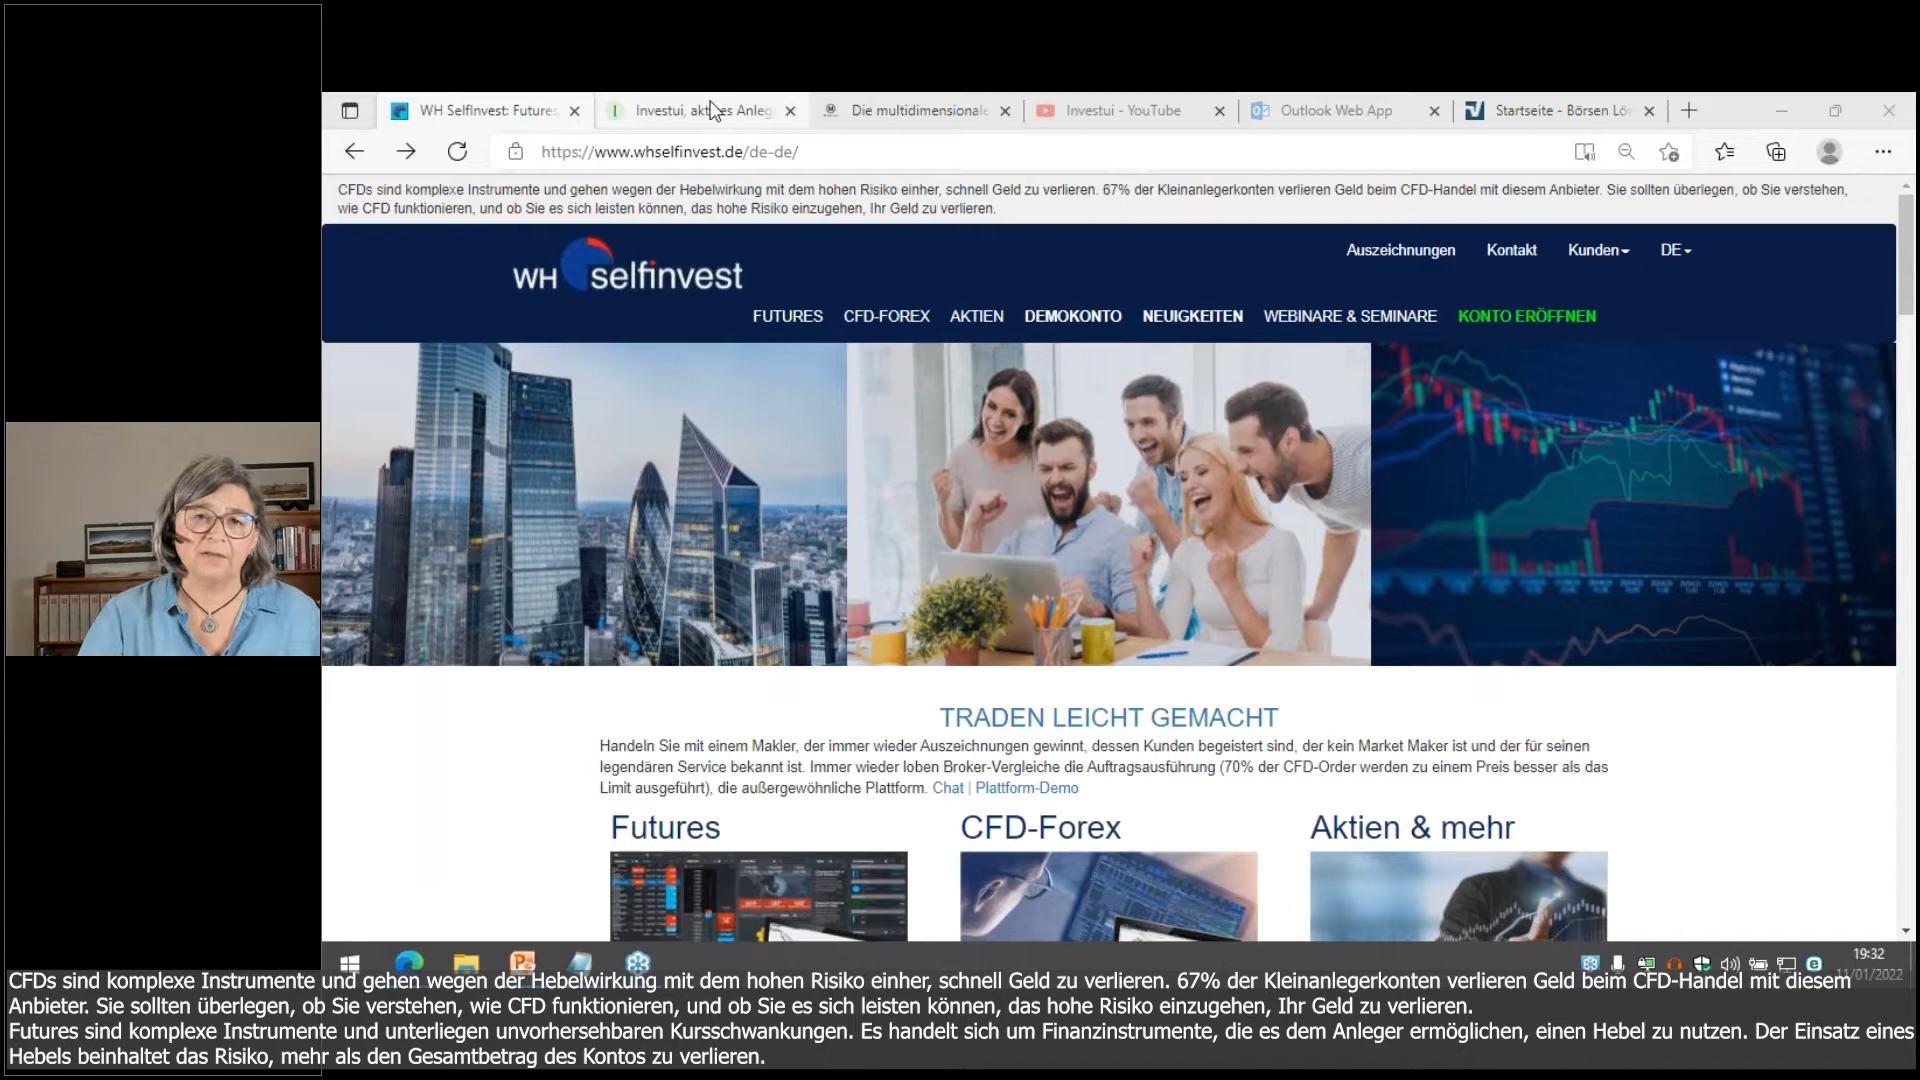 WH SelfInvest: Futures
Investui, aktives Anleg
Die multidimensionale
Investui - YouTube
Outlook Web App
Startseite - Börsen Löw
https://www.whselfinvest.de/de-de/
CFDs sind komplexe Instrumente und gehen wegen der Hebelwirkung mit dem hohen Risiko einher, schnell Geld zu verlieren. 67% der Kleinanlegerkonten verlieren Geld beim CFD-Handel mit diesem Anbieter. Sie sollten überlegen, ob Sie verstehen,
wie CFD funktionieren, und ob Sie es sich leisten können, das hohe Risiko einzugehen, Ihr Geld zu verlieren.
Auszeichnungen Kontakt Kunden DE
WH selfinvest
FUTURES CFD-FOREX AKTIEN DEMOKONTO NEUIGKEITEN WEBINARE & SEMINARE KONTO ERÖFFNEN
TRADEN LEICHT GEMACHT
Handeln Sie mit einem Makler, der immer wieder Auszeichnungen gewinnt, dessen Kunden begeistert sind, der kein Market Maker ist und der für seinen
legendären Service bekannt ist. Immer wieder loben Broker-Vergleiche die Auftragsausführung (70% der CFD-Order werden zu einem Preis besser als das
Limit ausgeführt), die außergewöhnliche Plattform. Chat | Plattform-Demo
Futures
CFD-Forex
Aktien & mehr
19:32
11/01/2022
CFDs sind komplexe Instrumente und gehen wegen der Hebelwirkung mit dem hohen Risiko einher, schnell Geld zu verlieren. 67% der Kleinanlegerkonten verlieren Geld beim CFD-Handel mit diesem
Anbieter. Sie sollten überlegen, ob Sie verstehen, wie CFD funktionieren, und ob Sie es sich leisten können, das hohe Risiko einzugehen, Ihr Geld zu verlieren.
Futures sind komplexe Instrumente und unterliegen unvorhersehbaren Kursschwankungen. Es handelt sich um Finanzinstrumente, die es dem Anleger ermöglichen, einen Hebel zu nutzen. Der Einsatz eines
Hebels beinhaltet das Risiko, mehr als den Gesamtbetrag des Kontos zu verlieren.